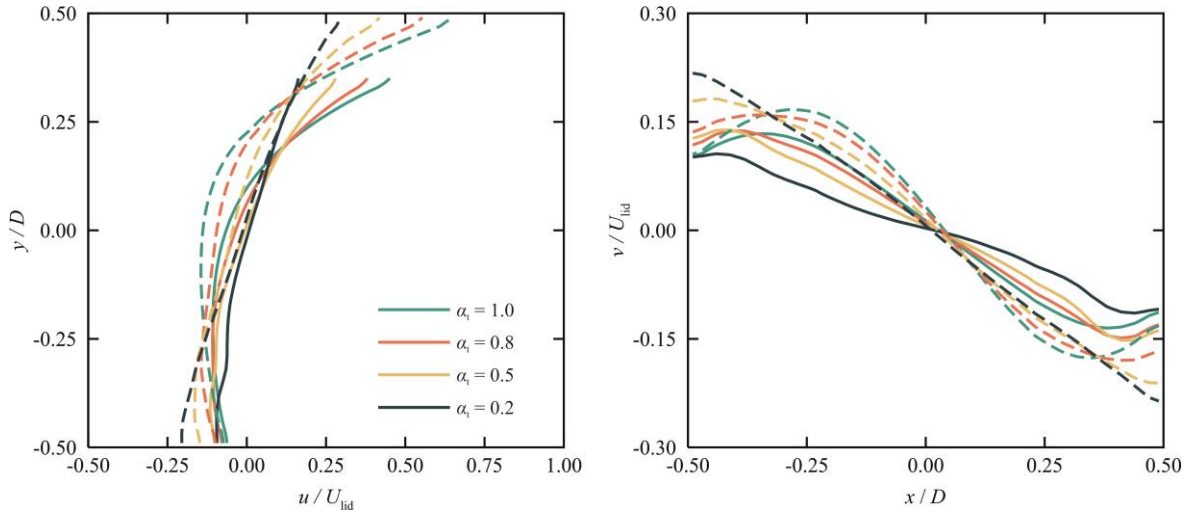 0.50
0.25
0.00
-0.25
-0.50
y / D
-0.50 -0.25 0.00 0.25 0.50 0.75 1.00
u / U_lid
α_t = 1.0
α_t = 0.8
α_t = 0.5
α_t = 0.2
0.30
0.15
0.00
-0.15
-0.30
v / U_lid
-0.50 -0.25 0.00 0.25 0.50
x / D